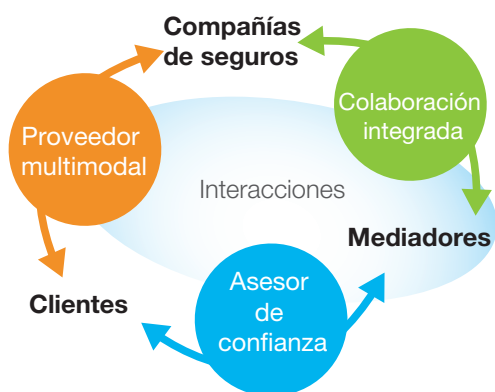 Compañías
de seguros
Colaboración
integrada
Proveedor
multimodal
Interacciones
Mediadores
Clientes
Asesor
de
confianza